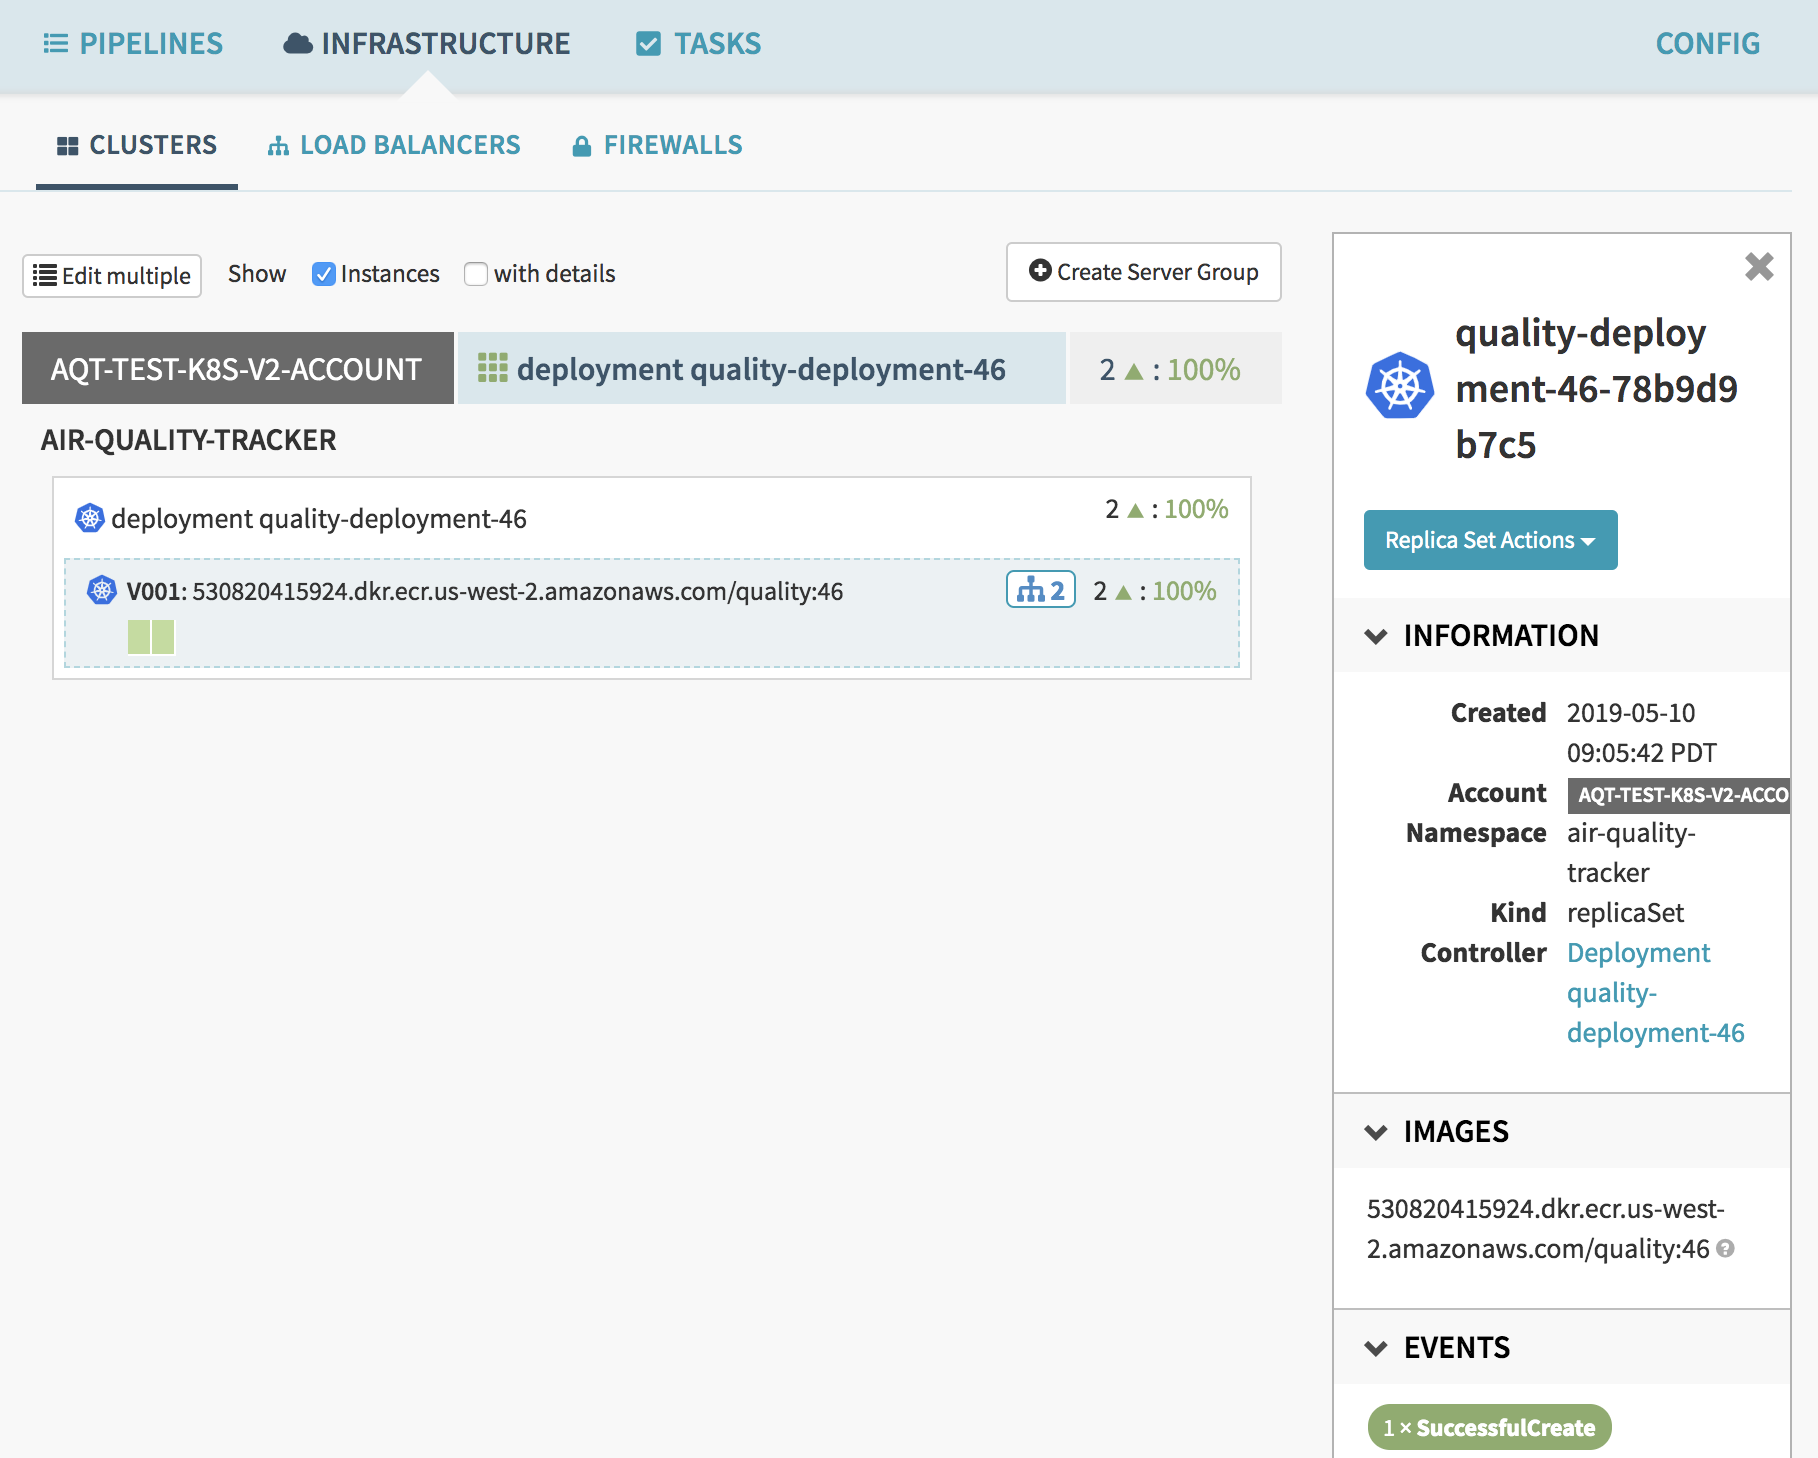 PIPELINES INFRASTRUCTURE TASKS CONFIG
CLUSTERS LOAD BALANCERS FIREWALLS
Edit multiple Show Instances with details Create Server Group
AQT-TEST-K8S-V2-ACCOUNT deployment quality-deployment-46 2 : 100%
AIR-QUALITY-TRACKER
deployment quality-deployment-46 2 : 100%
V001: 530820415924.dkr.ecr.us-west-2.amazonaws.com/quality:46 2 2 : 100%
quality-deploy
ment-46-78b9d9
b7c5
Replica Set Actions
INFORMATION
Created 2019-05-10
09:05:42 PDT
Account AQT-TEST-K8S-V2-ACCO
Namespace air-quality-
tracker
Kind replicaSet
Controller Deployment
quality-
deployment-46
IMAGES
530820415924.dkr.ecr.us-west-
2.amazonaws.com/quality:46 ?
EVENTS
1 × SuccessfulCreate